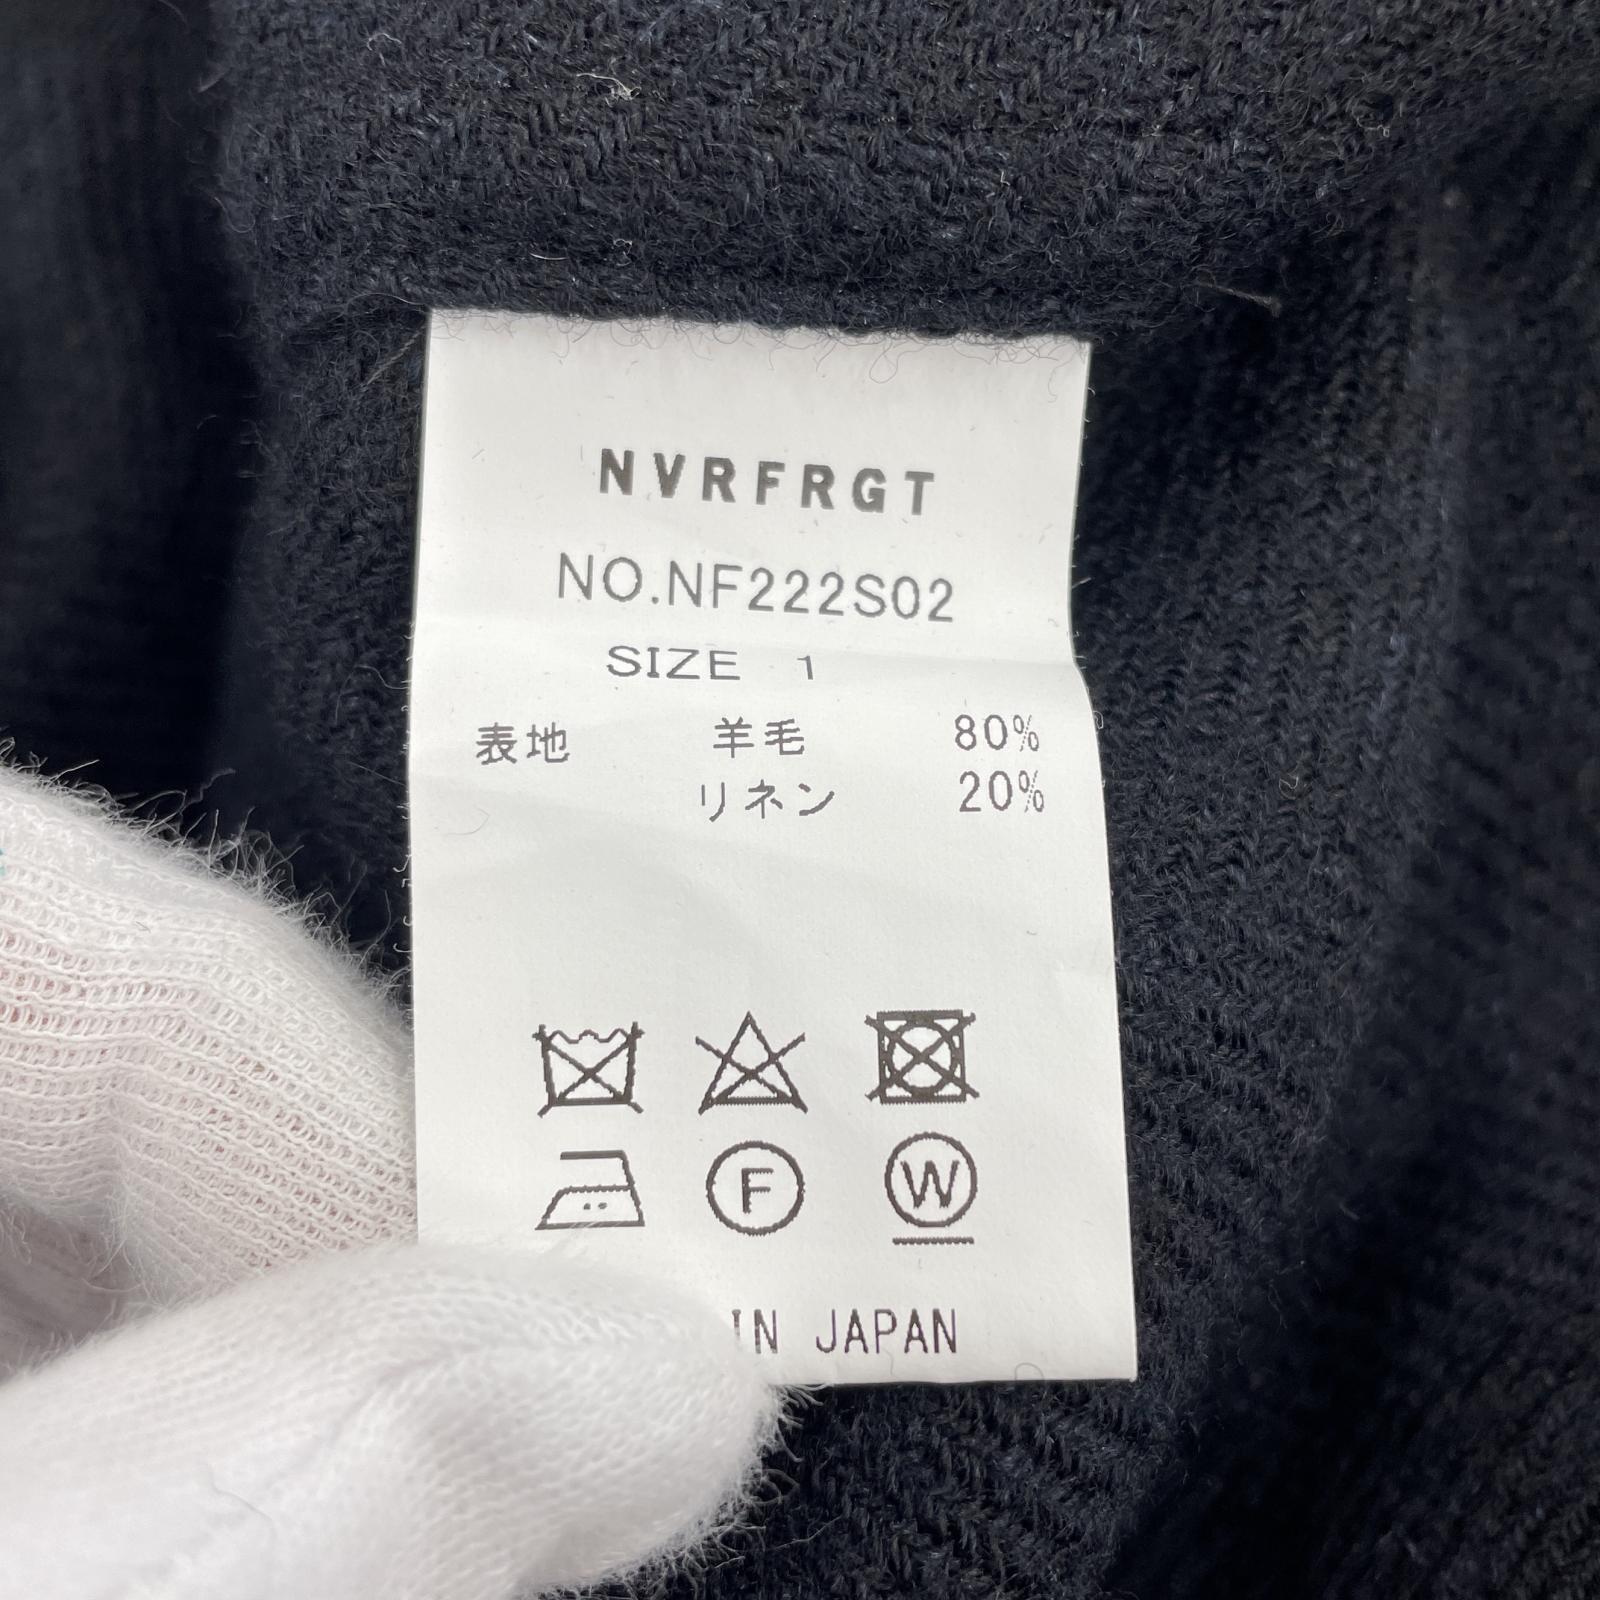 NVRFRGT
NO.NF222S02
SIZE 1
表地 羊毛 80%
リネン 20%
F W
IN JAPAN